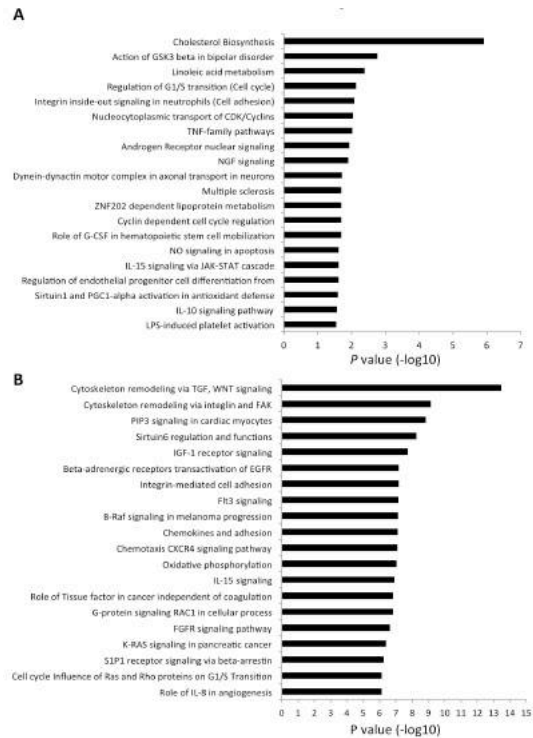 A
Cholesterol Biosynthesis
Action of GSK3 beta in bipolar disorder
Linoleic acid metabolism
Regulation of G1/S transition (Cell cycle)
Integrin inside-out signaling in neutrophils (Cell adhesion)
Nucleocytoplasmic transport of CDK/Cyclins
TNF-family pathways
Androgen Receptor nuclear signaling
NGF signaling
Dynein-dynactin motor complex in axonal transport in neurons
Multiple sclerosis
ZNF202 dependent lipoprotein metabolism
Cyclin dependent cell cycle regulation
Role of G-CSF in hematopoietic stem cell mobilization
NO signaling in apoptosis
IL-15 signaling via JAK-STAT cascade
Regulation of endothelial progenitor cell differentiation from
Sirtuin1 and PGC1-alpha activation in antioxidant defense
IL-10 signaling pathway
LPS-induced platelet activation
0 1 2 3 4 5 6 7
P value (-log10)
B
Cytoskeleton remodeling via TGF, WNT signaling
Cytoskeleton remodeling via integlin and FAK
PIP3 signaling in cardiac myocytes
Sirtuin6 regulation and functions
IGF-1 receptor signaling
Beta-adrenergic receptors transactivation of EGFR
Integrin-mediated cell adhesion
Flt3 signaling
B-Raf signaling in melanoma progression
Chemokines and adhesion
Chemotaxis CXCR4 signaling pathway
Oxidative phosphorylation
IL-15 signaling
Role of Tissue factor in cancer independent of coagulation
G-protein signaling RAC1 in cellular process
FGFR signaling pathway
K-RAS signaling in pancreatic cancer
S1P1 receptor signaling via beta-arrestin
Cell cycle Influence of Ras and Rho proteins on G1/S Transition
Role of IL-8 in angiogenesis
0 1 2 3 4 5 6 7 8 9 10 11 12 13 14 15
P value (-log10)